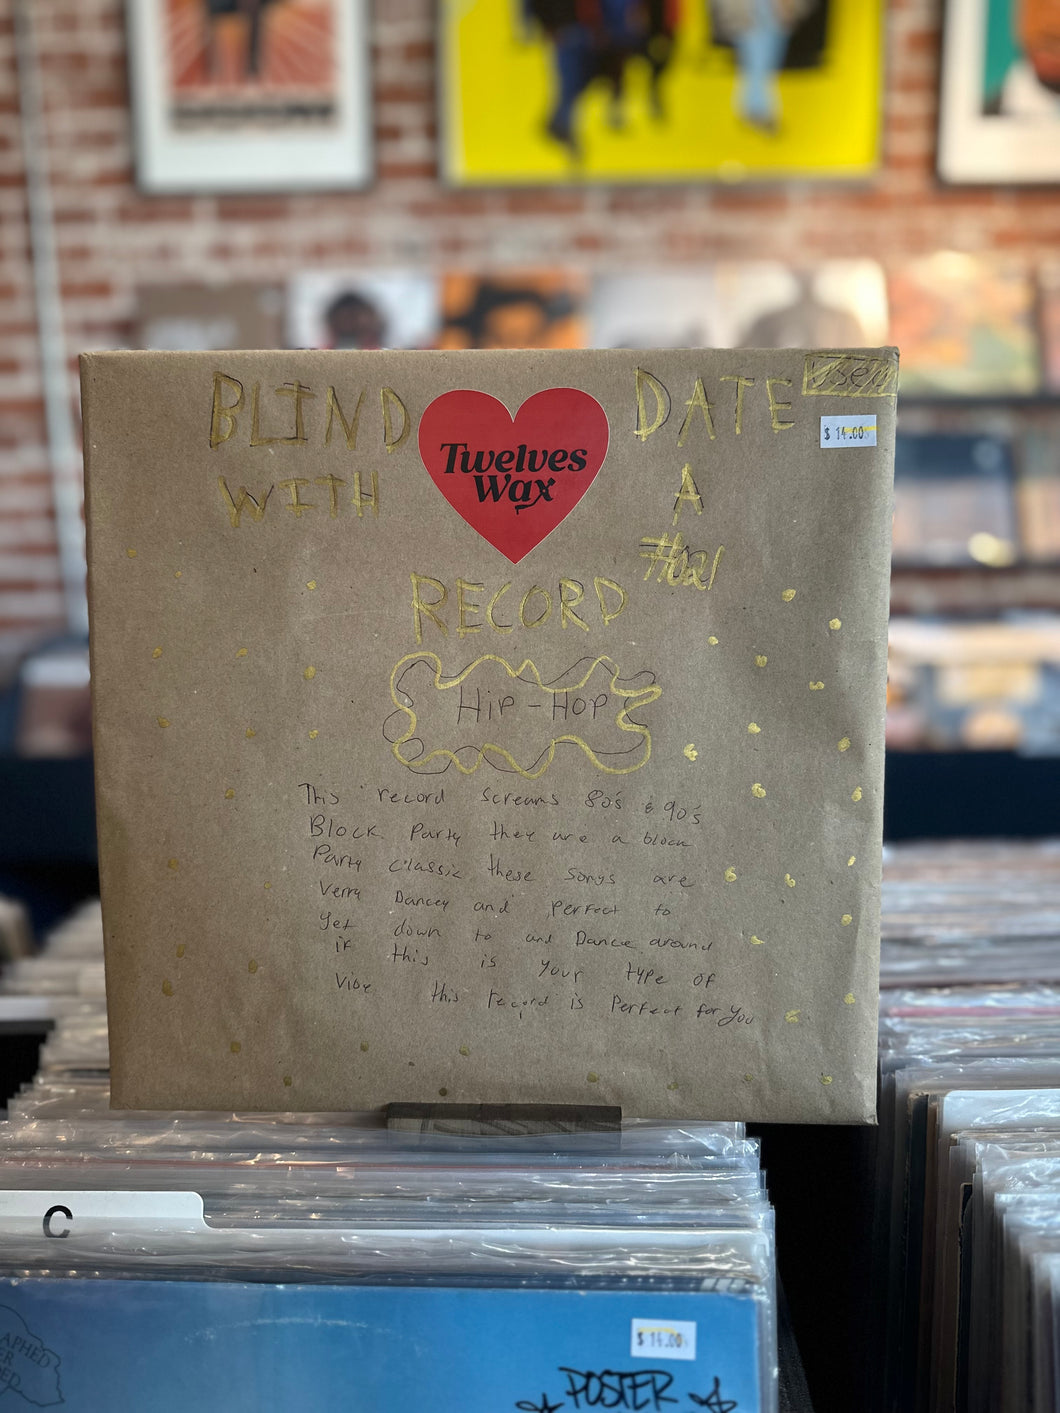 BLIND DATE
Used
$ 14.00
Twelves
Wax
WITH A
#021
RECORD
HIP-HOP
This record screams 80's & 90's
Block Party they are a block
Party classic these songs are
Verry Dancey and perfect to
get down to and Dance around
if this is your type of
Vibe this record is Perfect for you
C
$ 14.00
POSTER